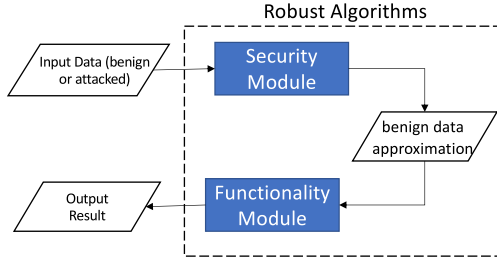 Robust Algorithms
Input Data (benign
or attacked)
Security
Module
benign data
approximation
Output
Result
Functionality
Module